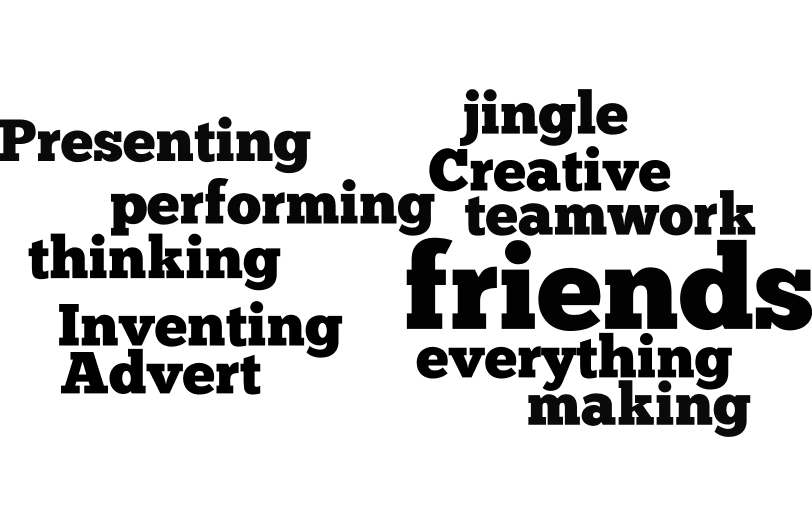 jingle
Presenting
Creative
performing
teamwork
thinking
friends
Inventing
everything
Advert
making